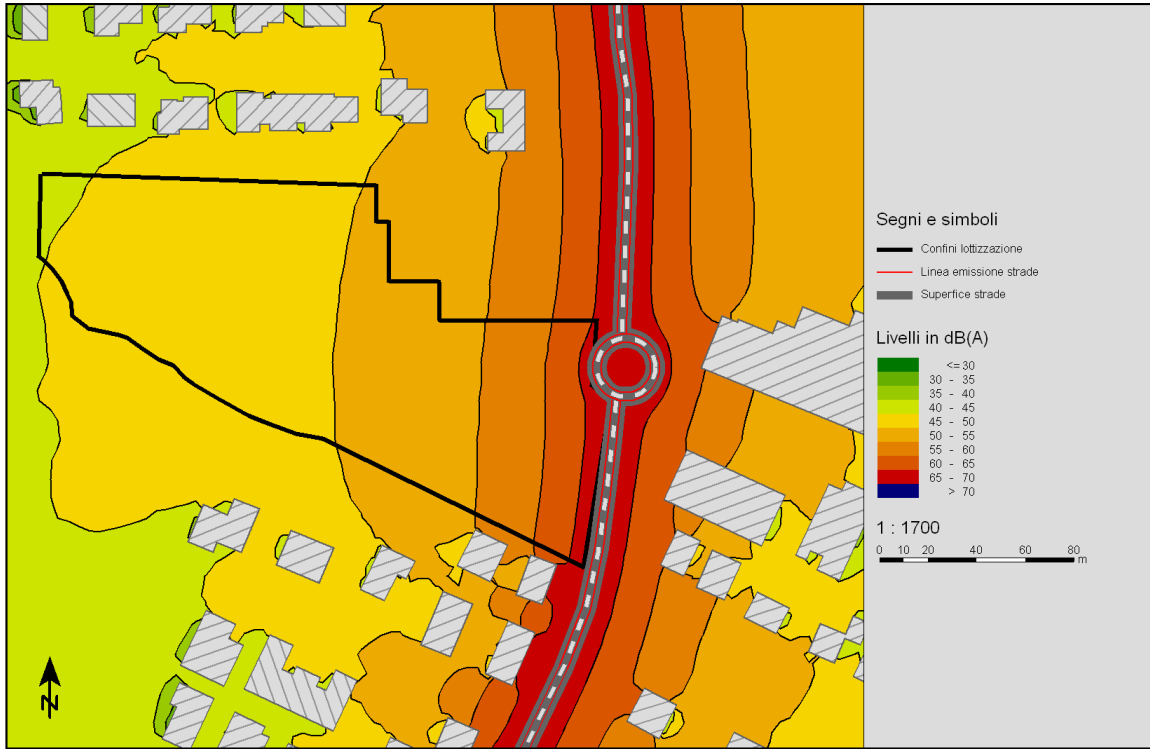 Segni e simboli
Confini lottizzazione
Linea emissione strade
Superfice strade
Livelli in dB(A)
<= 30
30 - 35
35 - 40
40 - 45
45 - 50
50 - 55
55 - 60
60 - 65
65 - 70
> 70
1 : 1700
0 10 20 40 60 80
m
N